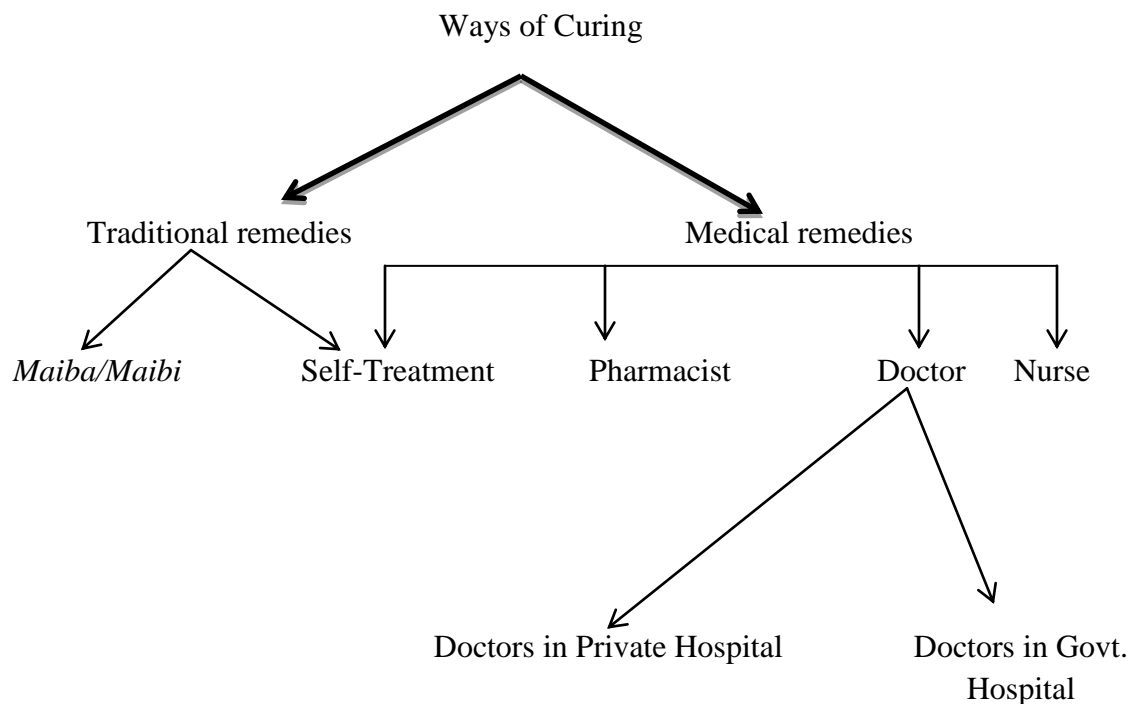 Ways of Curing
Traditional remedies
Medical remedies
Maiba/Maibi
Self-Treatment
Pharmacist
Doctor
Nurse
Doctors in Private Hospital
Doctors in Govt.
Hospital